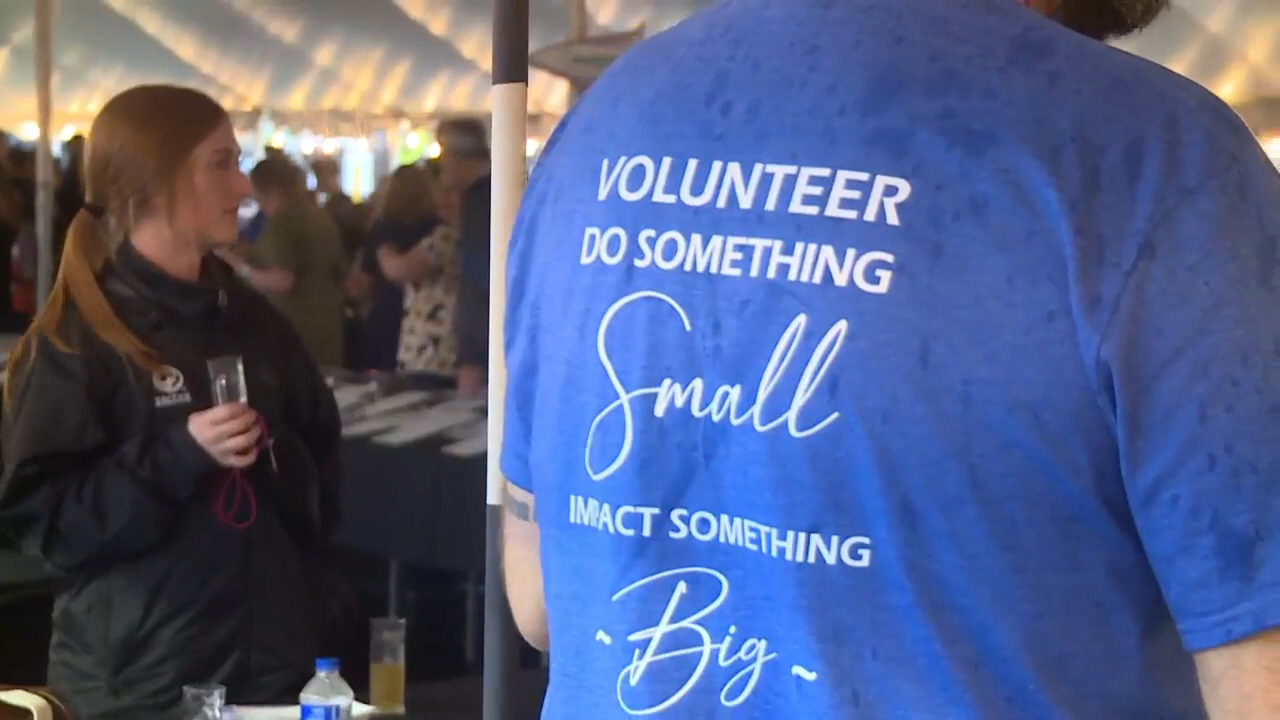 VOLUNTEER
DO SOMETHING
Small
IMPACT SOMETHING
~ Big ~